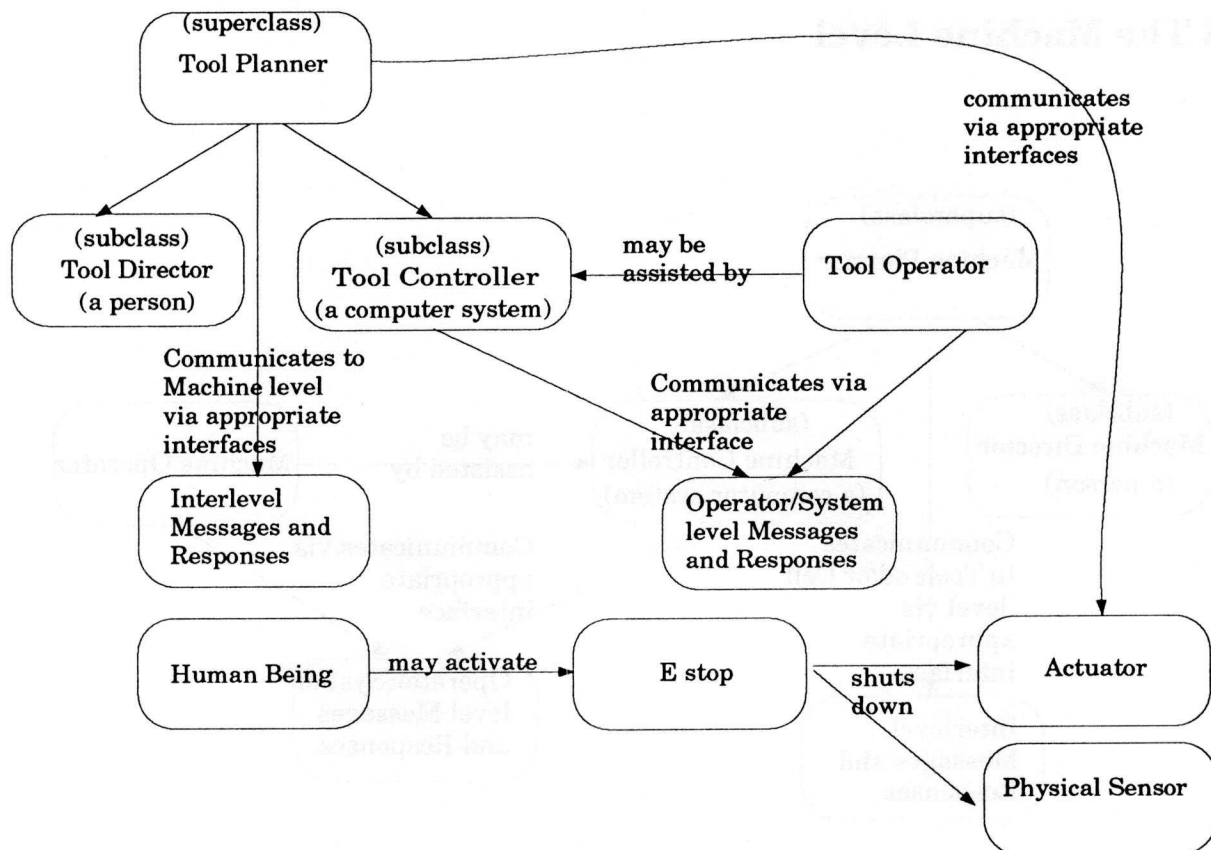 (superclass)
Tool Planner
communicates
via appropriate
interfaces
(subclass)
Tool Director
(a person)
(subclass)
Tool Controller
(a computer system)
may be
assisted by
Tool Operator
Communicates to
Machine level
via appropriate
interfaces
Communicates via
appropriate
interface
Interlevel
Messages and
Responses
Operator/System
level Messages
and Responses
Human Being
may activate
E stop
shuts
down
Actuator
Physical Sensor